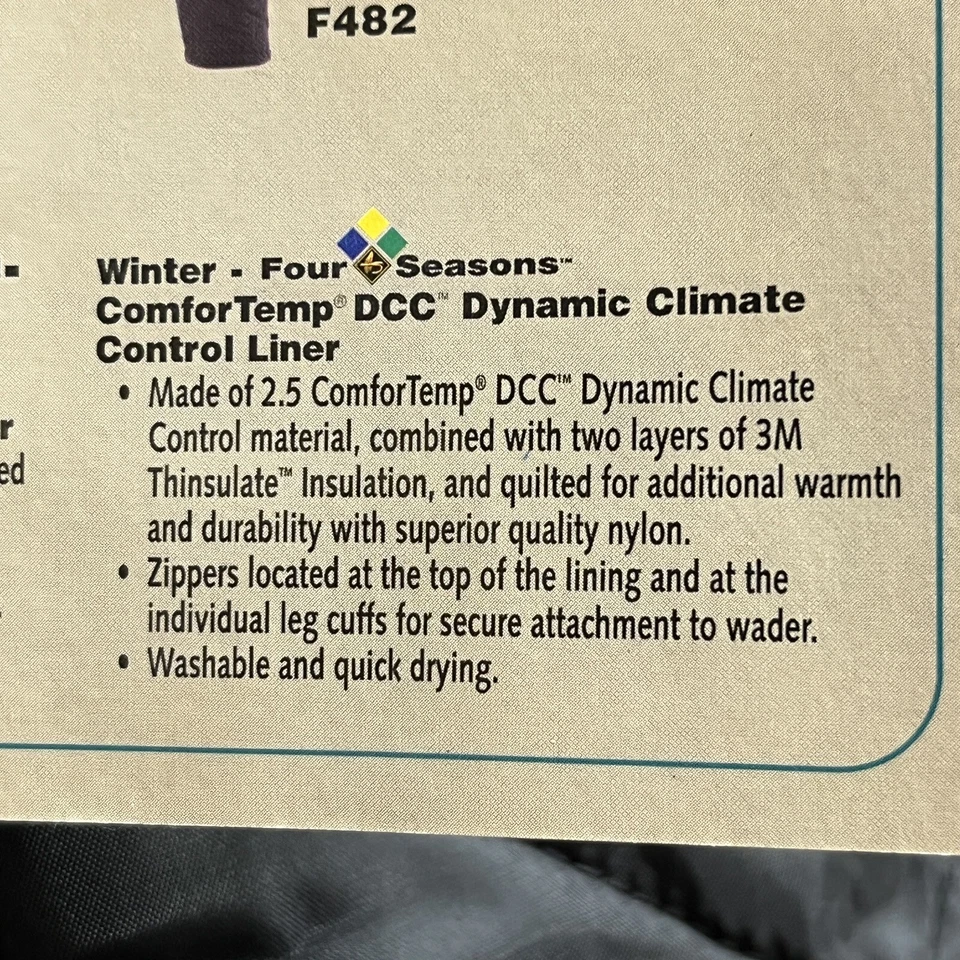 F482
-
Winter - Four Seasons™
ComforTemp® DCC™ Dynamic Climate
Control Liner
• Made of 2.5 ComforTemp® DCC™ Dynamic Climate
Control material, combined with two layers of 3M
r
Thinsulate™ Insulation, and quilted for additional warmth
ed
and durability with superior quality nylon.
• Zippers located at the top of the lining and at the
individual leg cuffs for secure attachment to wader.
• Washable and quick drying.